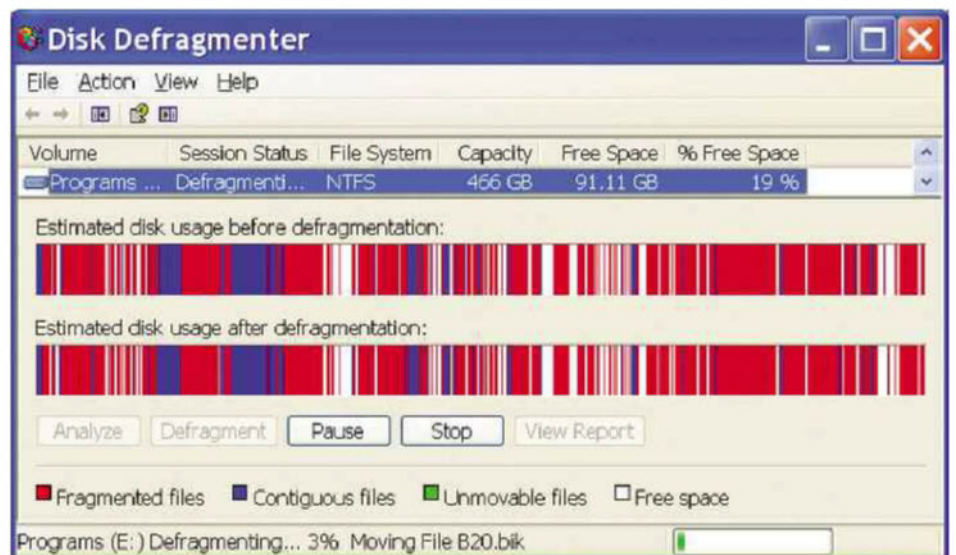 Disk Defragmenter
File Action View Help
Volume Session Status File System Capacity Free Space % Free Space
Programs ... Defragmenti... NTFS 466 GB 91.11 GB 19 %
Estimated disk usage before defragmentation:
Estimated disk usage after defragmentation:
Analyze Defragment Pause Stop View Report
Fragmented files Contiguous files Unmovable files Free space
Programs (E:) Defragmenting... 3% Moving File B20.bik